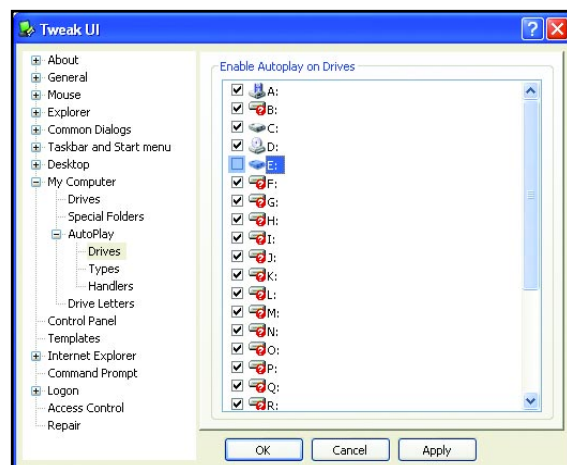 Tweak UI
About
General
Mouse
Explorer
Common Dialogs
Taskbar and Start menu
Desktop
My Computer
Drives
Special Folders
AutoPlay
Drives
Types
Handlers
Drive Letters
Control Panel
Templates
Internet Explorer
Command Prompt
Logon
Access Control
Repair
Enable Autoplay on Drives
A:
B:
C:
D:
E:
F:
G:
H:
I:
J:
K:
L:
M:
N:
O:
P:
Q:
R:
OK Cancel Apply